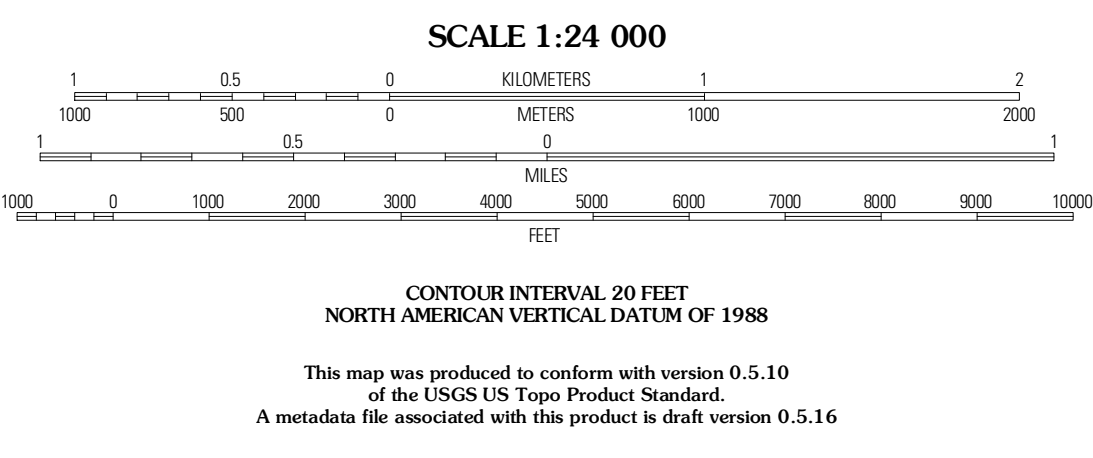 SCALE 1:24 000
1 0.5 0 KILOMETERS 1 2
1000 500 0 METERS 1000 2000
1 0.5 0 1
MILES
1000 0 1000 2000 3000 4000 5000 6000 7000 8000 9000 10000
FEET
CONTOUR INTERVAL 20 FEET
NORTH AMERICAN VERTICAL DATUM OF 1988
This map was produced to conform with version 0.5.10
of the USGS US Topo Product Standard.
A metadata file associated with this product is draft version 0.5.16